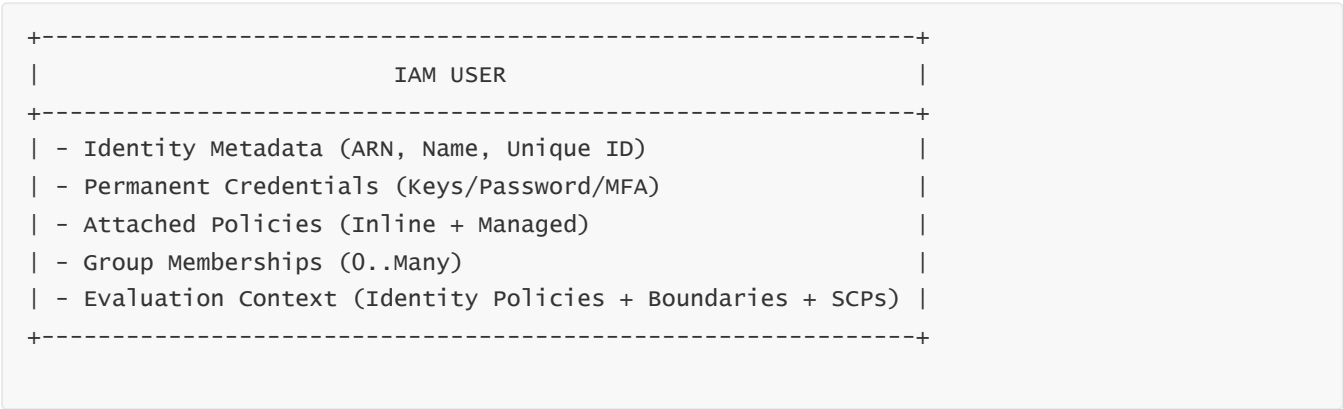 +--------------------------------------------------------------+
|                         IAM USER                             |
+--------------------------------------------------------------+
| - Identity Metadata (ARN, Name, Unique ID)                   |
| - Permanent Credentials (Keys/Password/MFA)                  |
| - Attached Policies (Inline + Managed)                       |
| - Group Memberships (0..Many)                                |
| - Evaluation Context (Identity Policies + Boundaries + SCPs) |
+--------------------------------------------------------------+